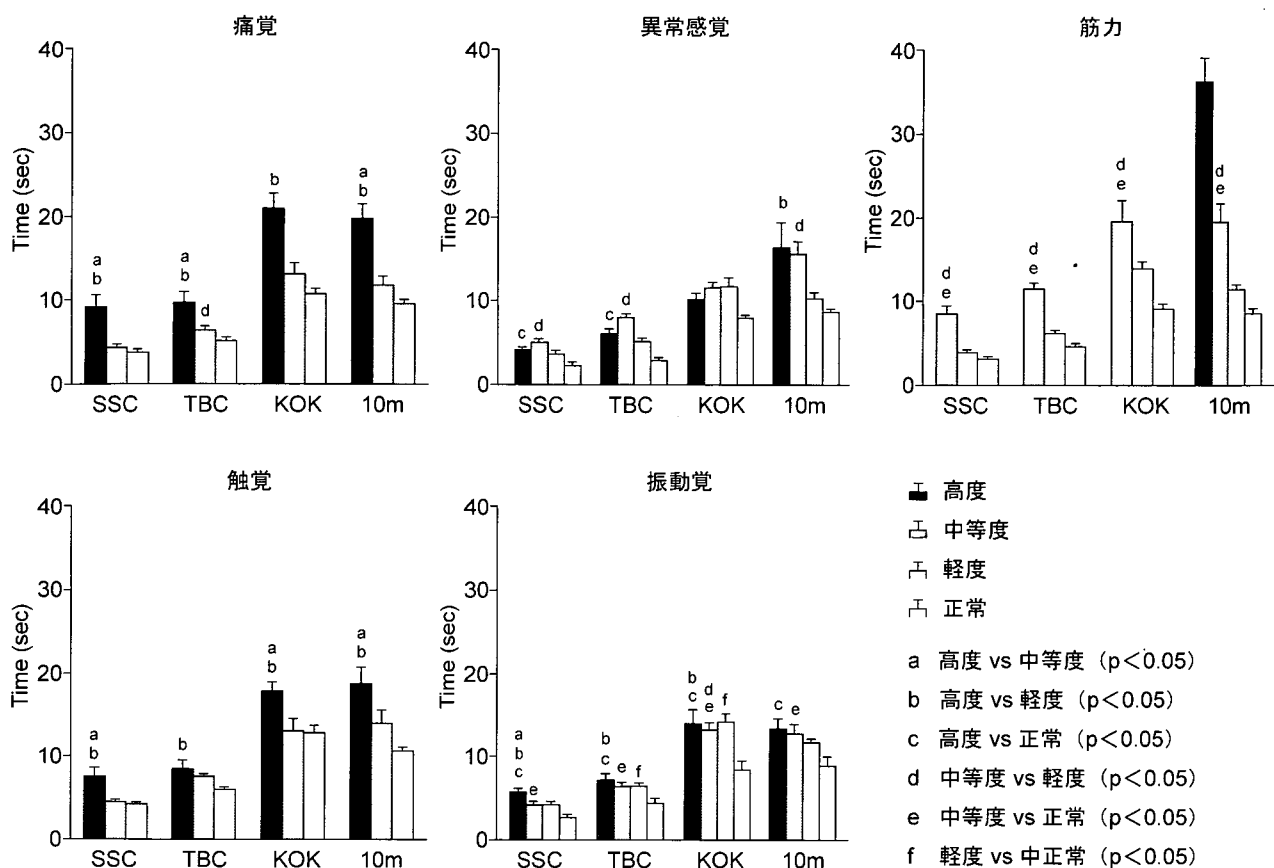 痛覚
40
30
20
10
0
Time (sec)
a
b
a
b
d
b
a
b
SSC TBC KOK 10m
異常感覚
40
30
20
10
0
Time (sec)
c d
c d
b d
SSC TBC KOK 10m
筋力
40
30
20
10
0
Time (sec)
d
e
d
e
d
e
d
e
SSC TBC KOK 10m
触覚
40
30
20
10
0
Time (sec)
a
b
b
a
b
a
b
SSC TBC KOK 10m
振動覚
40
30
20
10
0
Time (sec)
a
b
c e
b
c e f
b d
c e f
c e
SSC TBC KOK 10m
高度
中等度
軽度
正常
a 高度 vs 中等度 (p<0.05)
b 高度 vs 軽度 (p<0.05)
c 高度 vs 正常 (p<0.05)
d 中等度 vs 軽度 (p<0.05)
e 中等度 vs 正常 (p<0.05)
f 軽度 vs 中正常 (p<0.05)